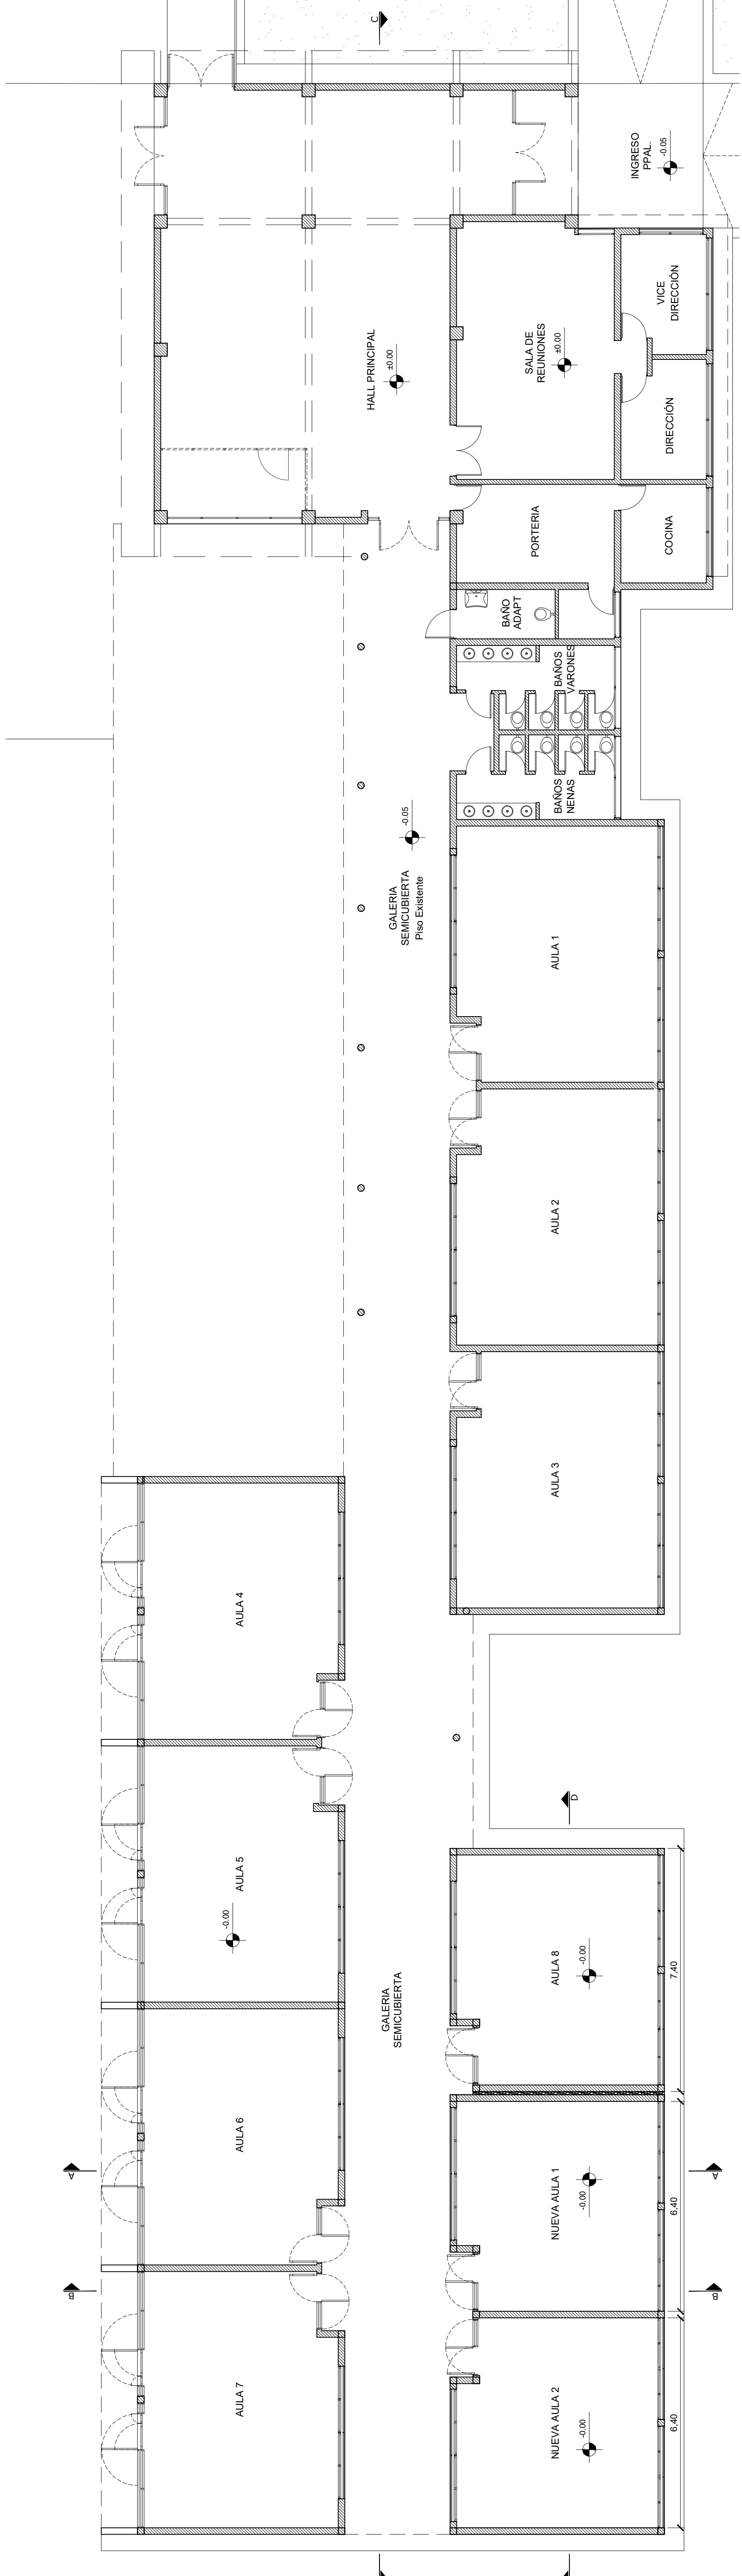 C
INGRESO
PPAL.
-0.05
VICE
DIRECCIÓN
HALL PRINCIPAL
±0.00
SALA DE
REUNIONES
±0.00
DIRECCIÓN
PORTERIA
COCINA
BAÑO
ADAPT
BAÑOS
VARONES
BAÑOS
NENAS
GALERIA
SEMICUBIERTA
Piso Existente
-0.05
AULA 1
AULA 2
AULA 3
AULA 4
AULA 5
-0.00
D
AULA 8
-0.00
7,40
GALERIA
SEMICUBIERTA
AULA 6
A
NUEVA AULA 1
-0.00
6,40
A
B
B
AULA 7
NUEVA AULA 2
-0.00
6,40